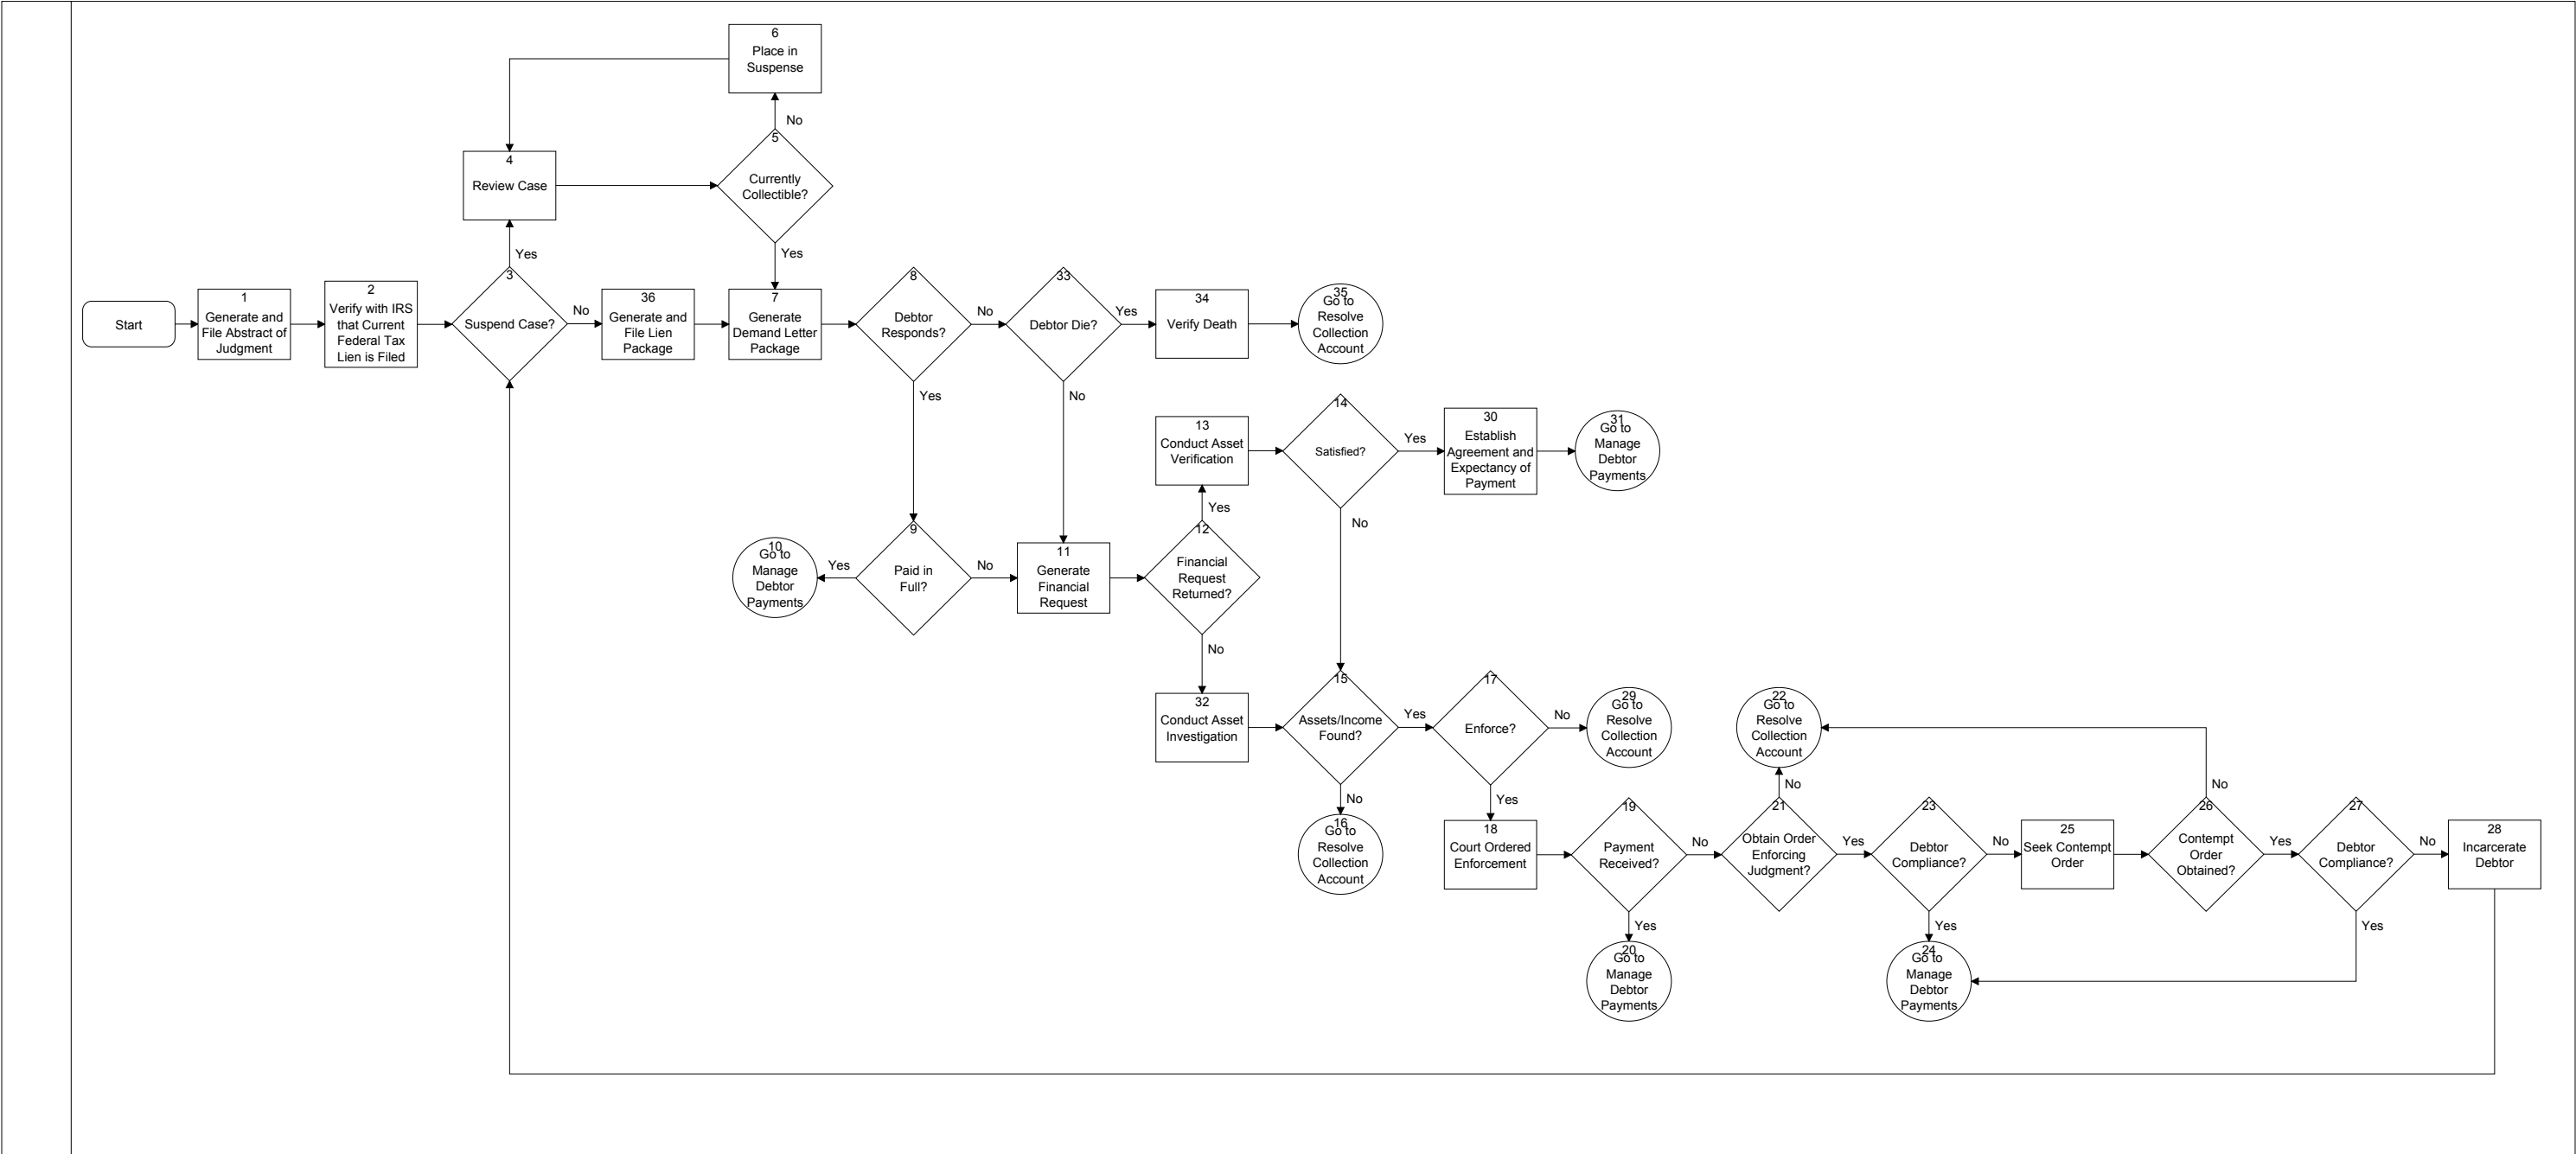 6
Place in
Suspense
No
4
Review Case
5
Currently
Collectible?
Yes
Yes
Start
1
Generate and
File Abstract of
Judgment
2
Verify with IRS
that Current
Federal Tax
Lien is Filed
3
Suspend Case?
No
36
Generate and
File Lien
Package
7
Generate
Demand Letter
Package
8
Debtor
Responds?
No
33
Debtor Die?
Yes
34
Verify Death
35
Go to
Resolve
Collection
Account
Yes
No
13
Conduct Asset
Verification
14
Satisfied?
Yes
30
Establish
Agreement and
Expectancy of
Payment
31
Go to
Manage
Debtor
Payments
Yes
No
10
Go to
Manage
Debtor
Payments
Yes
9
Paid in
Full?
No
11
Generate
Financial
Request
12
Financial
Request
Returned?
No
32
Conduct Asset
Investigation
15
Assets/Income
Found?
Yes
17
Enforce?
No
29
Go to
Resolve
Collection
Account
22
Go to
Resolve
Collection
Account
No
Yes
No
No
16
Go to
Resolve
Collection
Account
18
Court Ordered
Enforcement
19
Payment
Received?
No
21
Obtain Order
Enforcing
Judgment?
Yes
23
Debtor
Compliance?
No
25
Seek Contempt
Order
26
Contempt
Order
Obtained?
Yes
27
Debtor
Compliance?
No
28
Incarcerate
Debtor
Yes
Yes
Yes
20
Go to
Manage
Debtor
Payments
24
Go to
Manage
Debtor
Payments